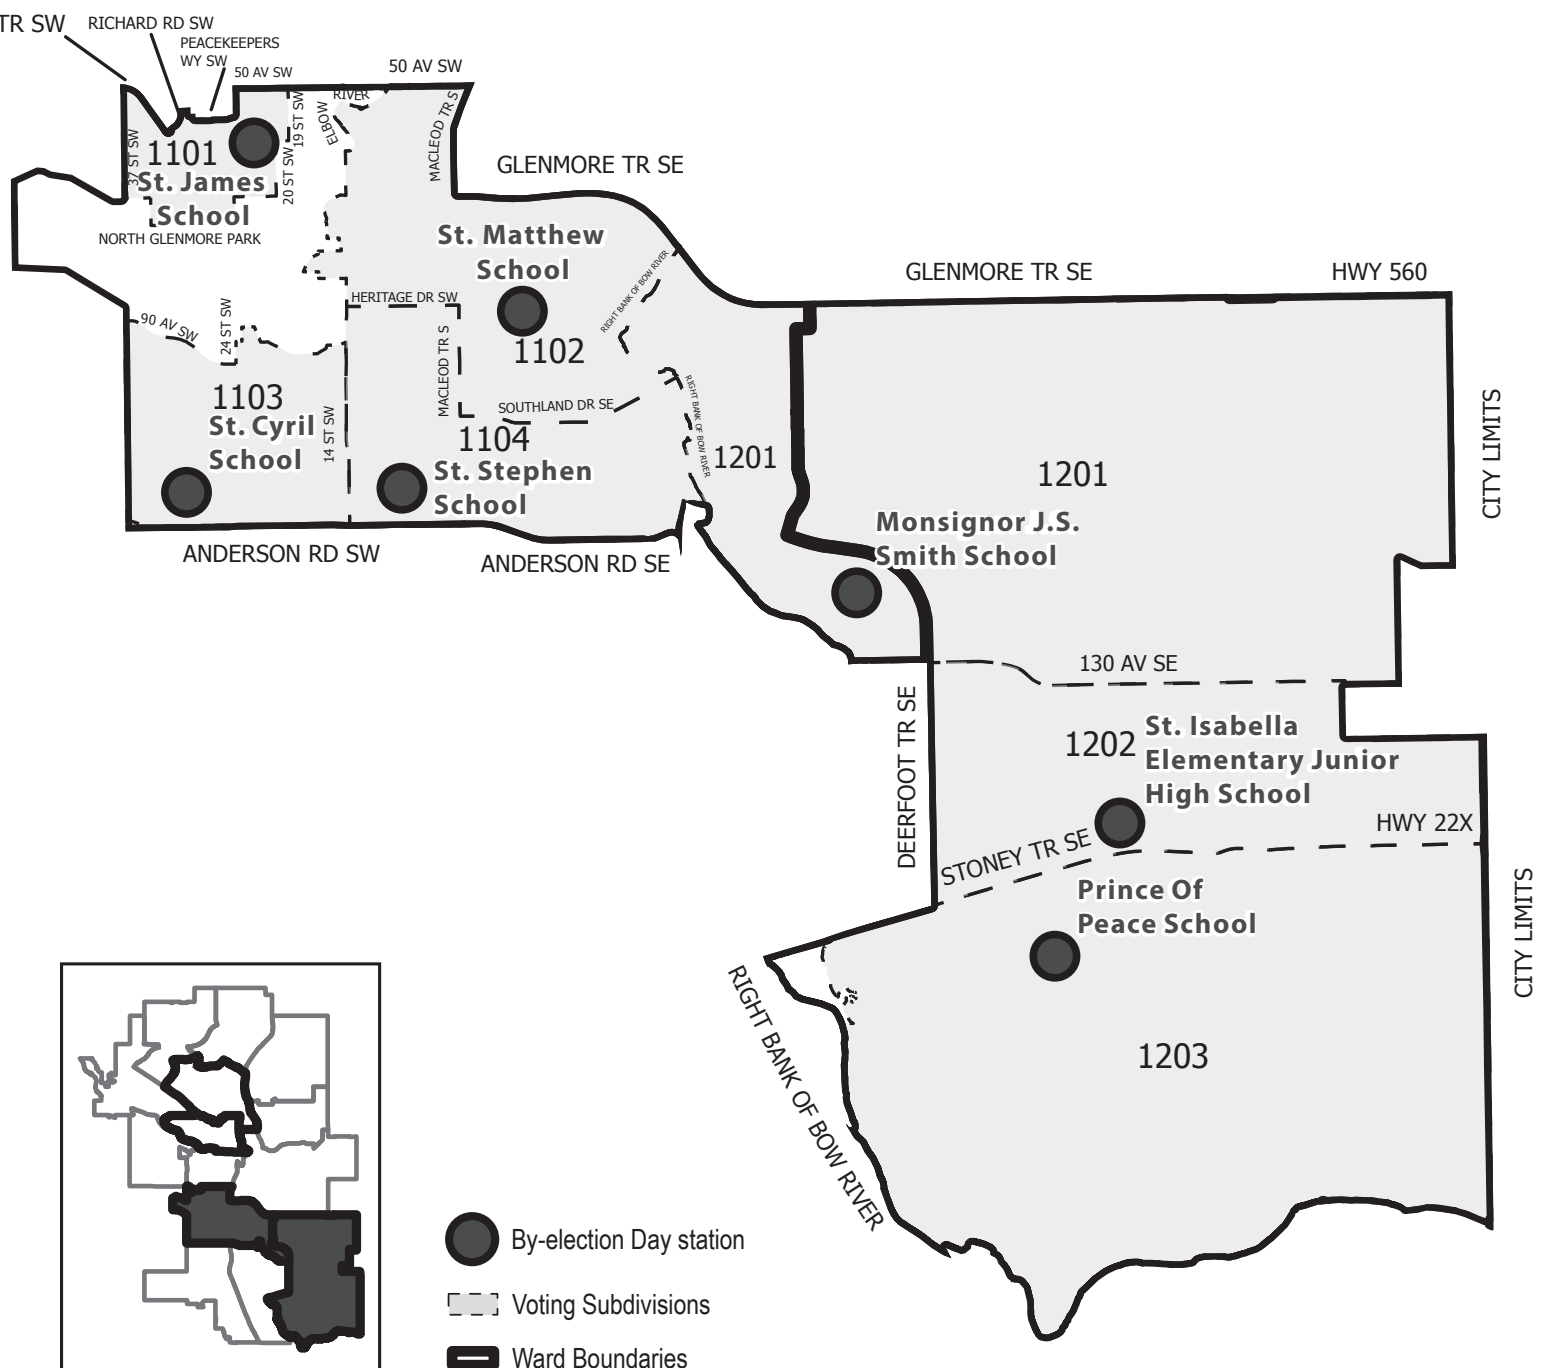 TR SW
RICHARD RD SW
PEACEKEEPERS
WY SW
50 AV SW
50 AV SW
RIVER
ELBOW
19 ST SW
MACLEOD TR S
37 ST SW
1101
20 ST SW
St. James
School
NORTH GLENMORE PARK
GLENMORE TR SE
St. Matthew
School
RIGHT BANK OF BOW RIVER
GLENMORE TR SE
HWY 560
HERITAGE DR SW
90 AV SW
24 ST SW
MACLEOD TR S
1102
1103
St. Cyril
School
14 ST SW
SOUTHLAND DR SE
1104
St. Stephen
School
RIGHT BANK OF BOW RIVER
1201
1201
CITY LIMITS
Monsignor J.S.
Smith School
ANDERSON RD SW
ANDERSON RD SE
130 AV SE
DEERFOOT TR SE
1202
St. Isabella
Elementary Junior
High School
HWY 22X
STONEY TR SE
Prince Of
Peace School
CITY LIMITS
RIGHT BANK OF BOW RIVER
1203
By-election Day station
Voting Subdivisions
Ward Boundaries